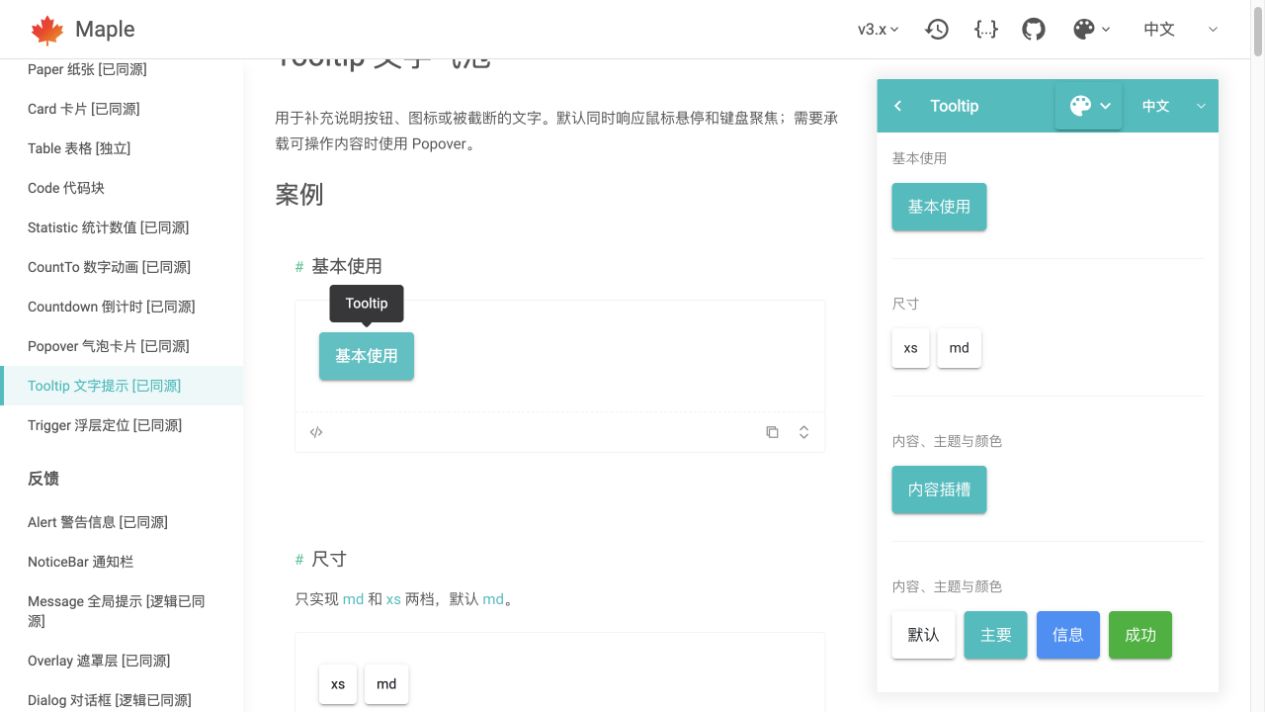 Maple
v3.x
{...}
中文
Paper 纸张 [已同源]
Card 卡片 [已同源]
Table 表格 [独立]
Code 代码块
Statistic 统计数值 [已同源]
CountTo 数字动画 [已同源]
Countdown 倒计时 [已同源]
Popover 气泡卡片 [已同源]
Tooltip 文字提示 [已同源]
Trigger 浮层定位 [已同源]
反馈
Alert 警告信息 [已同源]
NoticeBar 通知栏
Message 全局提示 [逻辑已同
源]
Overlay 遮罩层 [已同源]
Dialog 对话框 [逻辑已同源]
Tooltip 文字气泡
用于补充说明按钮、图标或被截断的文字。默认同时响应鼠标悬停和键盘聚焦；需要承
载可操作内容时使用 Popover。
案例
# 基本使用
Tooltip
基本使用
</>
# 尺寸
只实现 md 和 xs 两档，默认 md。
xs
md
Tooltip
中文
基本使用
基本使用
尺寸
xs
md
内容、主题与颜色
内容插槽
内容、主题与颜色
默认
主要
信息
成功